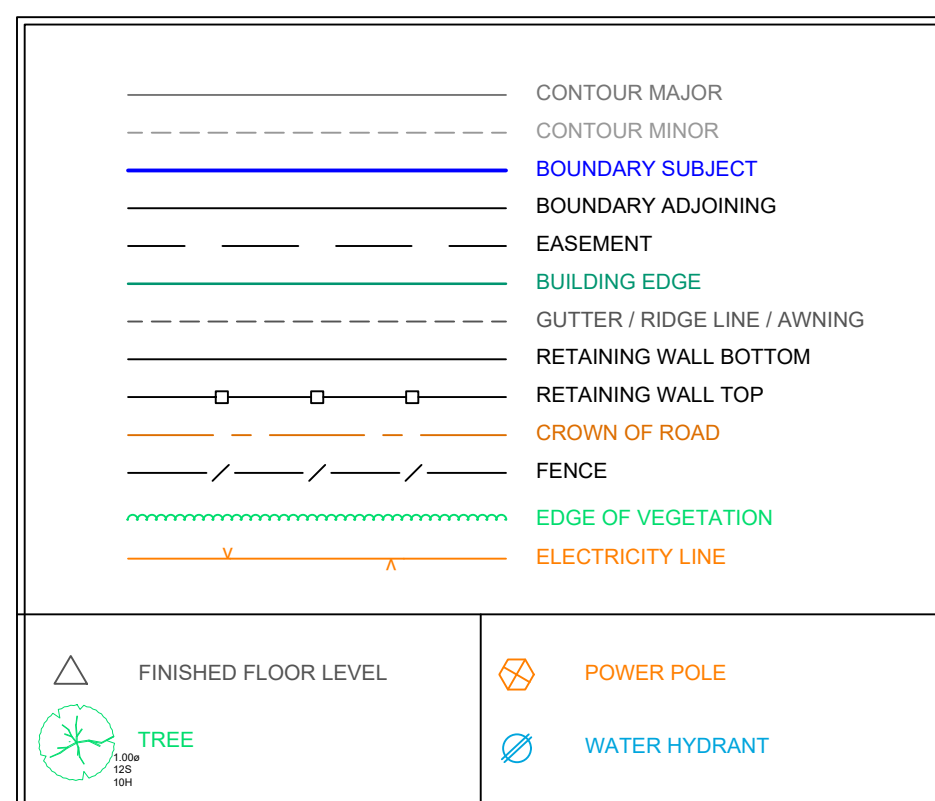 CONTOUR MAJOR
CONTOUR MINOR
BOUNDARY SUBJECT
BOUNDARY ADJOINING
EASEMENT
BUILDING EDGE
GUTTER / RIDGE LINE / AWNING
RETAINING WALL BOTTOM
RETAINING WALL TOP
CROWN OF ROAD
FENCE
EDGE OF VEGETATION
ELECTRICITY LINE
FINISHED FLOOR LEVEL
TREE
1.00ø
12S
10H
POWER POLE
WATER HYDRANT